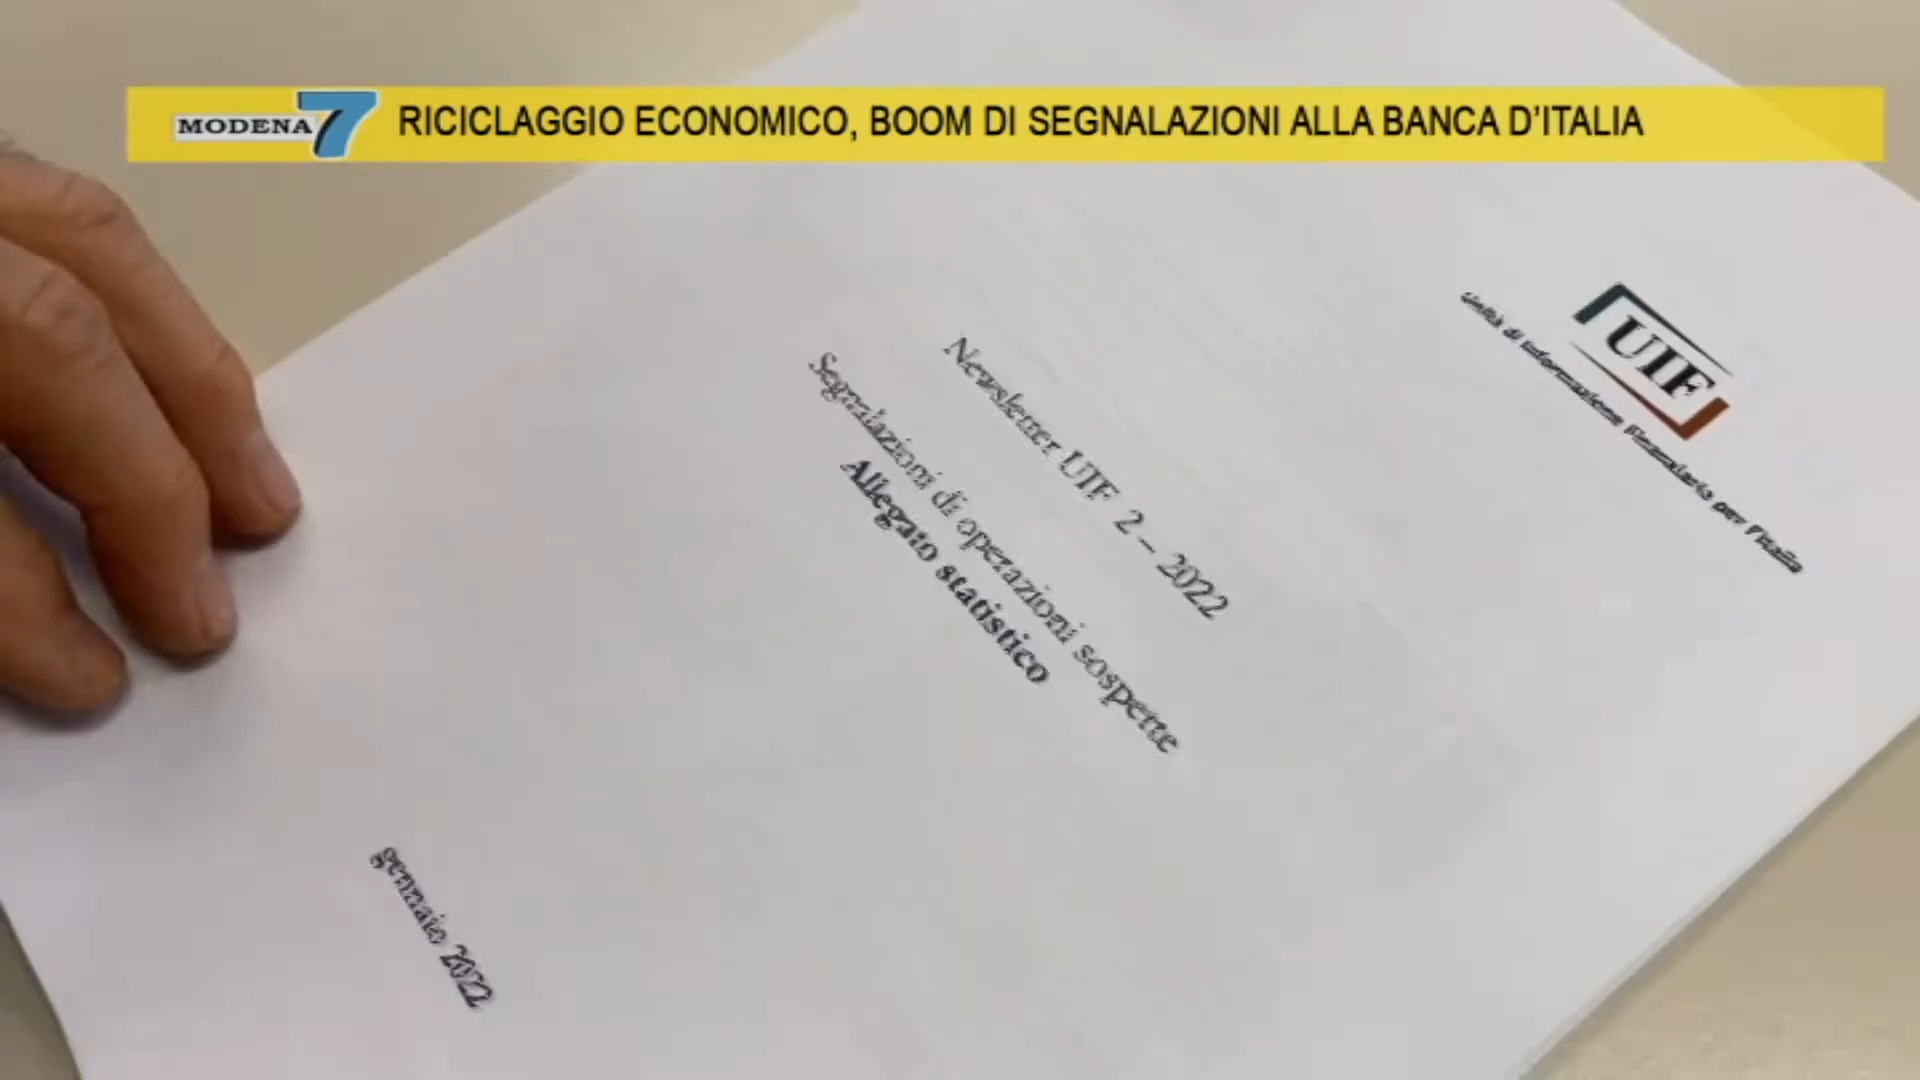 MODENA 7
RICICLAGGIO ECONOMICO, BOOM DI SEGNALAZIONI ALLA BANCA D'ITALIA
UIF
Unità di Informazione Finanziaria per l'Italia
Newsletter UIF 2 – 2022
Segnalazioni di operazioni sospette
Allegato statistico
gennaio 2022